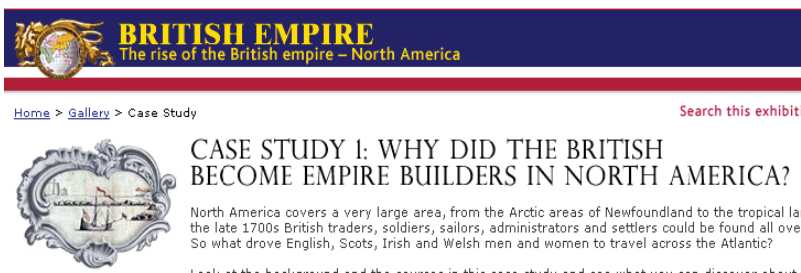 BRITISH EMPIRE
The rise of the British empire – North America
Home > Gallery > Case Study
Search this
CASE STUDY 1: WHY DID THE BRITISH
BECOME EMPIRE BUILDERS IN NORTH AMERICA?
North America covers a very large area, from the Arctic areas of Newfoundland to the tropical
the late 1700s British traders, soldiers, sailors, administrators and settlers could be found all
So what drove English, Scots, Irish and Welsh men and women to travel across the Atlantic?